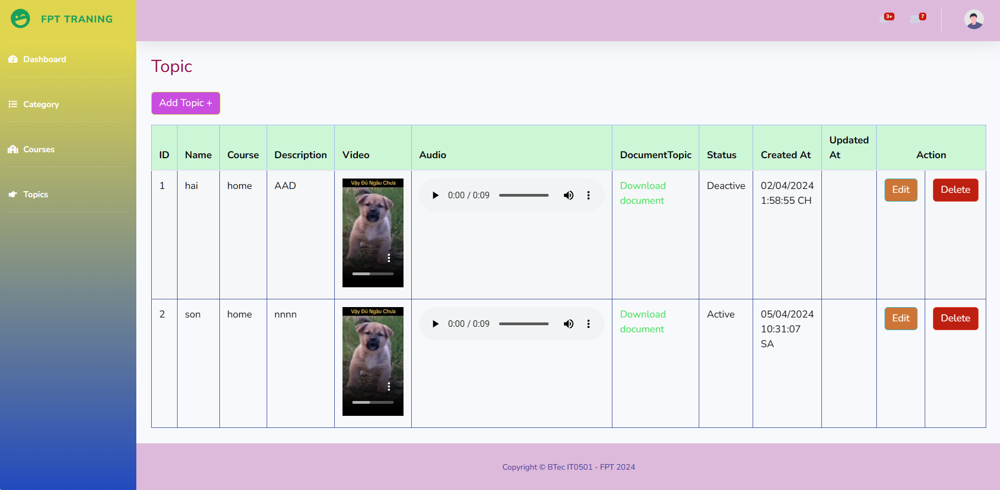 FPT TRANING
3+
7
Dashboard
Category
Courses
Topics
Topic
Add Topic +
ID
Name
Course
Description
Video
Audio
DocumentTopic
Status
Created At
Updated
At
Action
1
hai
home
AAD
Vậy Đủ Ngầu Chưa
0:00 / 0:09
Download
document
Deactive
02/04/2024
1:58:55 CH
Edit
Delete
2
son
home
nnnn
Vậy Đủ Ngầu Chưa
0:00 / 0:09
Download
document
Active
05/04/2024
10:31:07
SA
Edit
Delete
Copyright © BTec IT0501 - FPT 2024